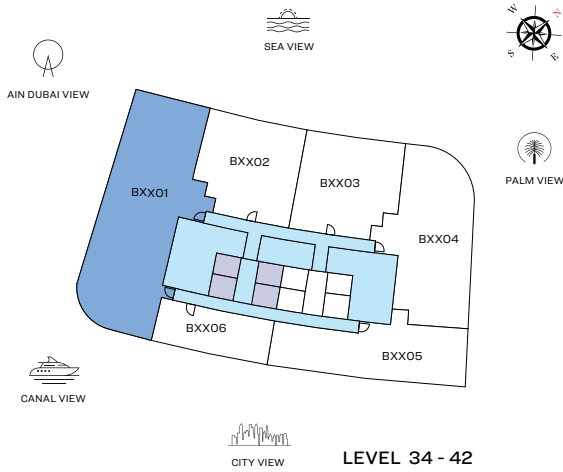 SEA VIEW
W
N
S
E
AIN DUBAI VIEW
PALM VIEW
BXX01
BXX02
BXX03
BXX04
BXX06
BXX05
CANAL VIEW
CITY VIEW
LEVEL 34 - 42